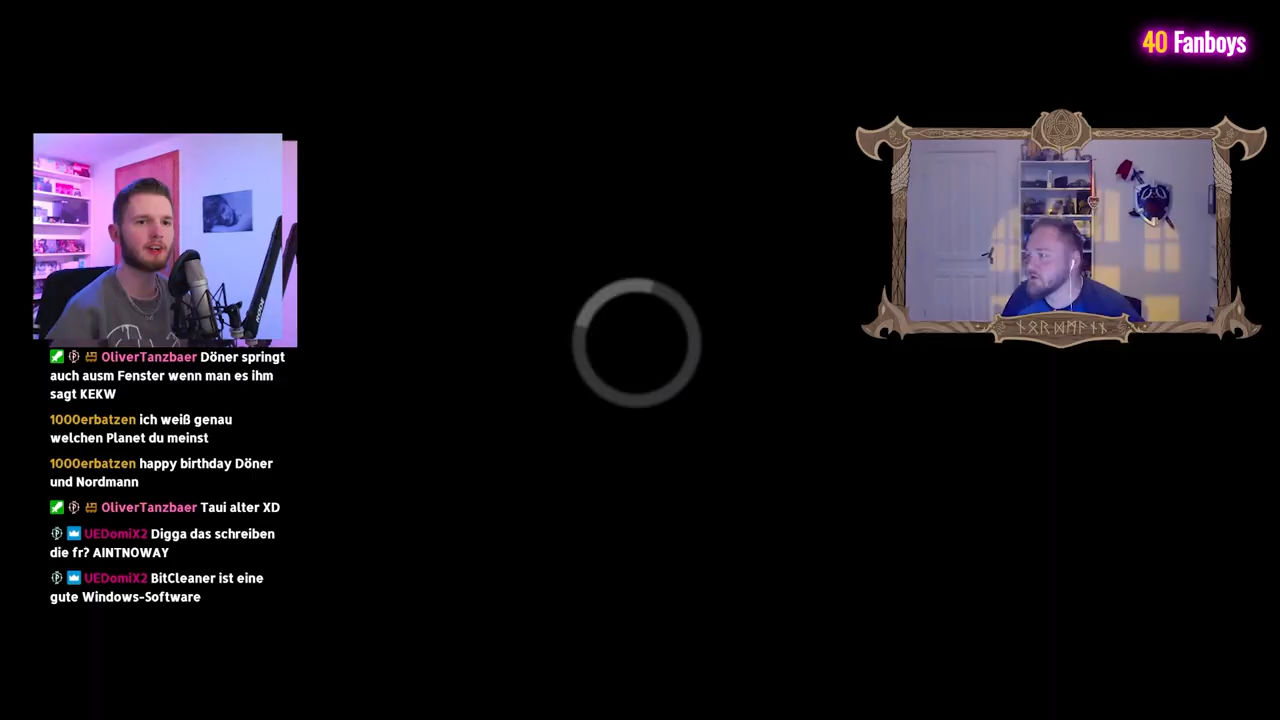 40 Fanboys
OliverTanzbaer Döner springt
auch ausm Fenster wenn man es ihm
sagt KEKW
1000erbatzen ich weiß genau
welchen Planet du meinst
1000erbatzen happy birthday Döner
und Nordmann
OliverTanzbaer Taui alter XD
UEDomiX2 Digga das schreiben
die fr? AINTNOWAY
UEDomiX2 BitCleaner ist eine
gute Windows-Software